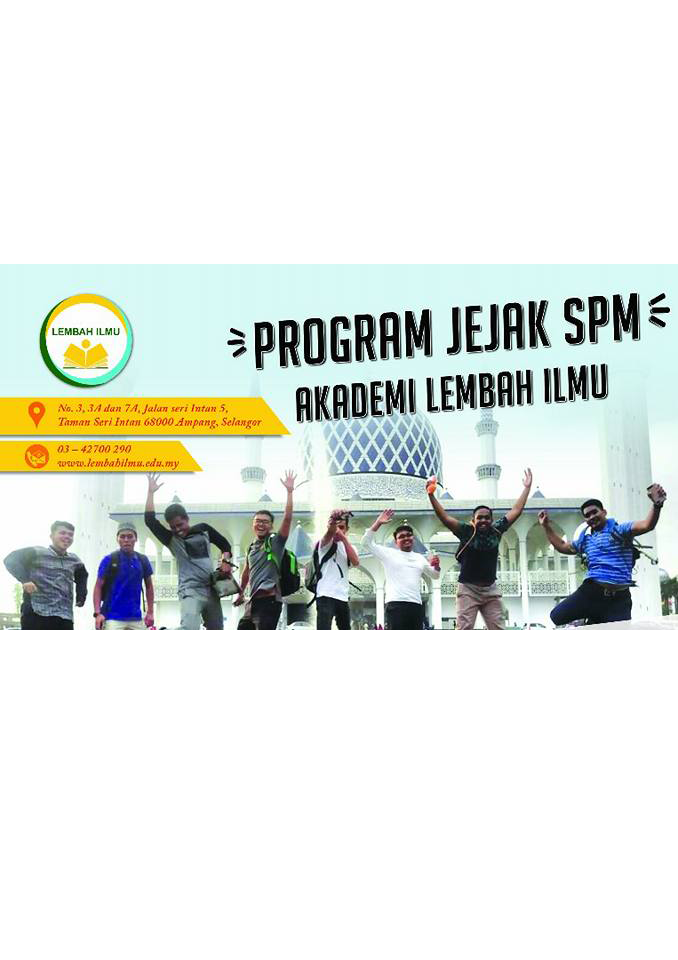 LEMBAH ILMU
PROGRAM JEJAK SPM
AKADEMI LEMBAH ILMU
No. 3, 3A dan 7A, Jalan seri Intan 5,
Taman Seri Intan 68000 Ampang, Selangor
03 – 42700 290
www.lembahilmu.edu.my